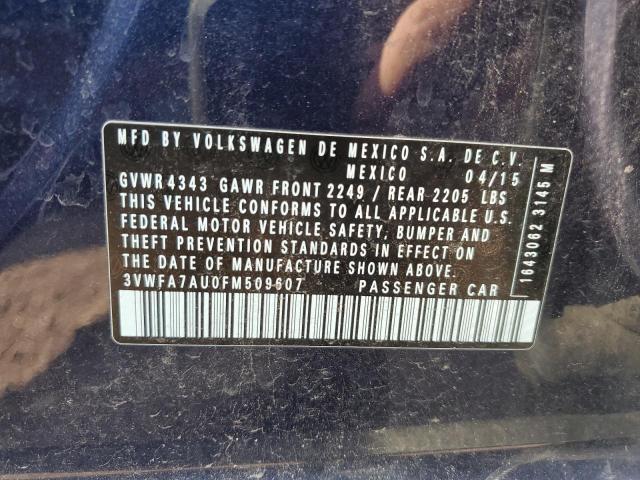 MFD BY VOLKSWAGEN DE MEXICO S.A. DE C.V.
MEXICO 04/15
GVWR 4343 GAWR FRONT 2249 / REAR 2205 LBS
THIS VEHICLE CONFORMS TO ALL APPLICABLE U.S.
FEDERAL MOTOR VEHICLE SAFETY, BUMPER AND
THEFT PREVENTION STANDARDS IN EFFECT ON
THE DATE OF MANUFACTURE SHOWN ABOVE.
3VWFA7AU0FM509607 PASSENGER CAR
1643062 3145 M